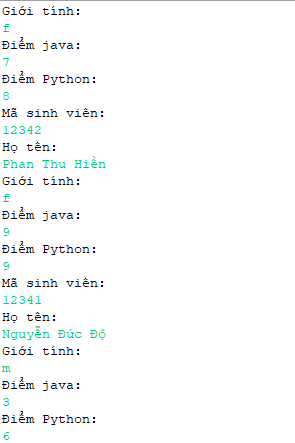 Giới tính:
f
Điểm java:
7
Điểm Python:
8
Mã sinh viên:
12342
Họ tên:
Phan Thu Hiền
Giới tính:
f
Điểm java:
9
Điểm Python:
9
Mã sinh viên:
12341
Họ tên:
Nguyễn Đức Độ
Giới tính:
m
Điểm java:
3
Điểm Python:
6